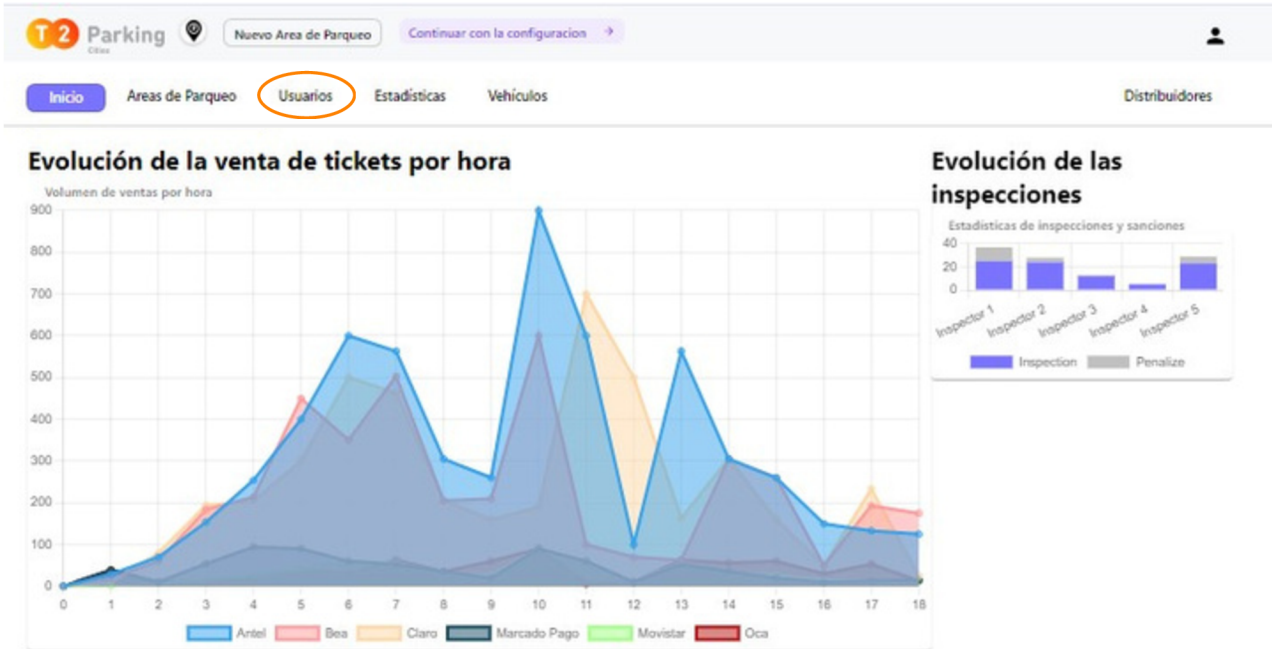 T2 Parking
Cities
Nuevo Area de Parqueo
Continuar con la configuracion →
Inicio
Areas de Parqueo
Usuarios
Estadísticas
Vehículos
Distribuidores
Evolución de la venta de tickets por hora
Volumen de ventas por hora
900
800
700
600
500
400
300
200
100
0
0 1 2 3 4 5 6 7 8 9 10 11 12 13 14 15 16 17 18
Antel Bea Claro Marcado Pago Movistar Oca
Evolución de las
inspecciones
Estadísticas de inspecciones y sanciones
40
20
0
Inspector 1 Inspector 2 Inspector 3 Inspector 4 Inspector 5
Inspection Penalize